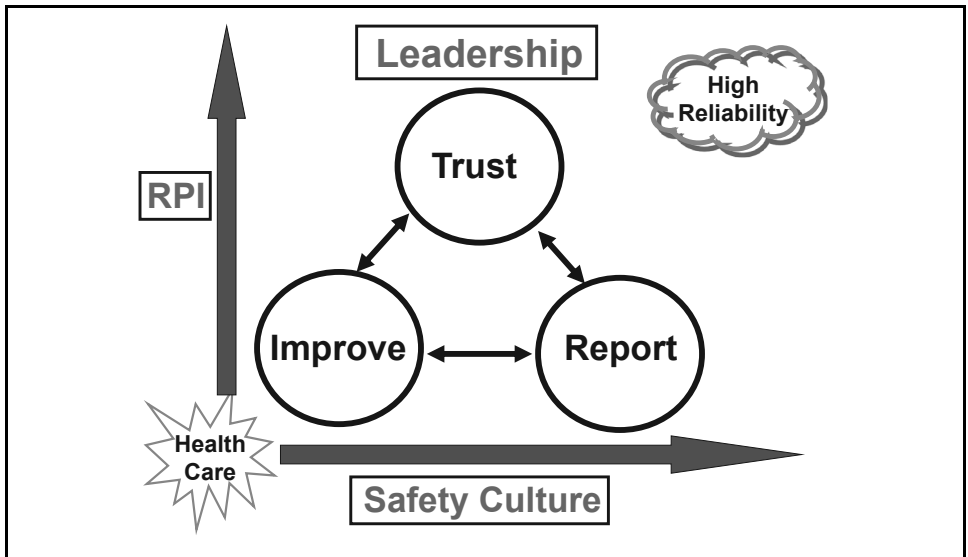 Leadership
High
Reliability
Trust
RPI
Improve
Report
Health
Care
Safety Culture